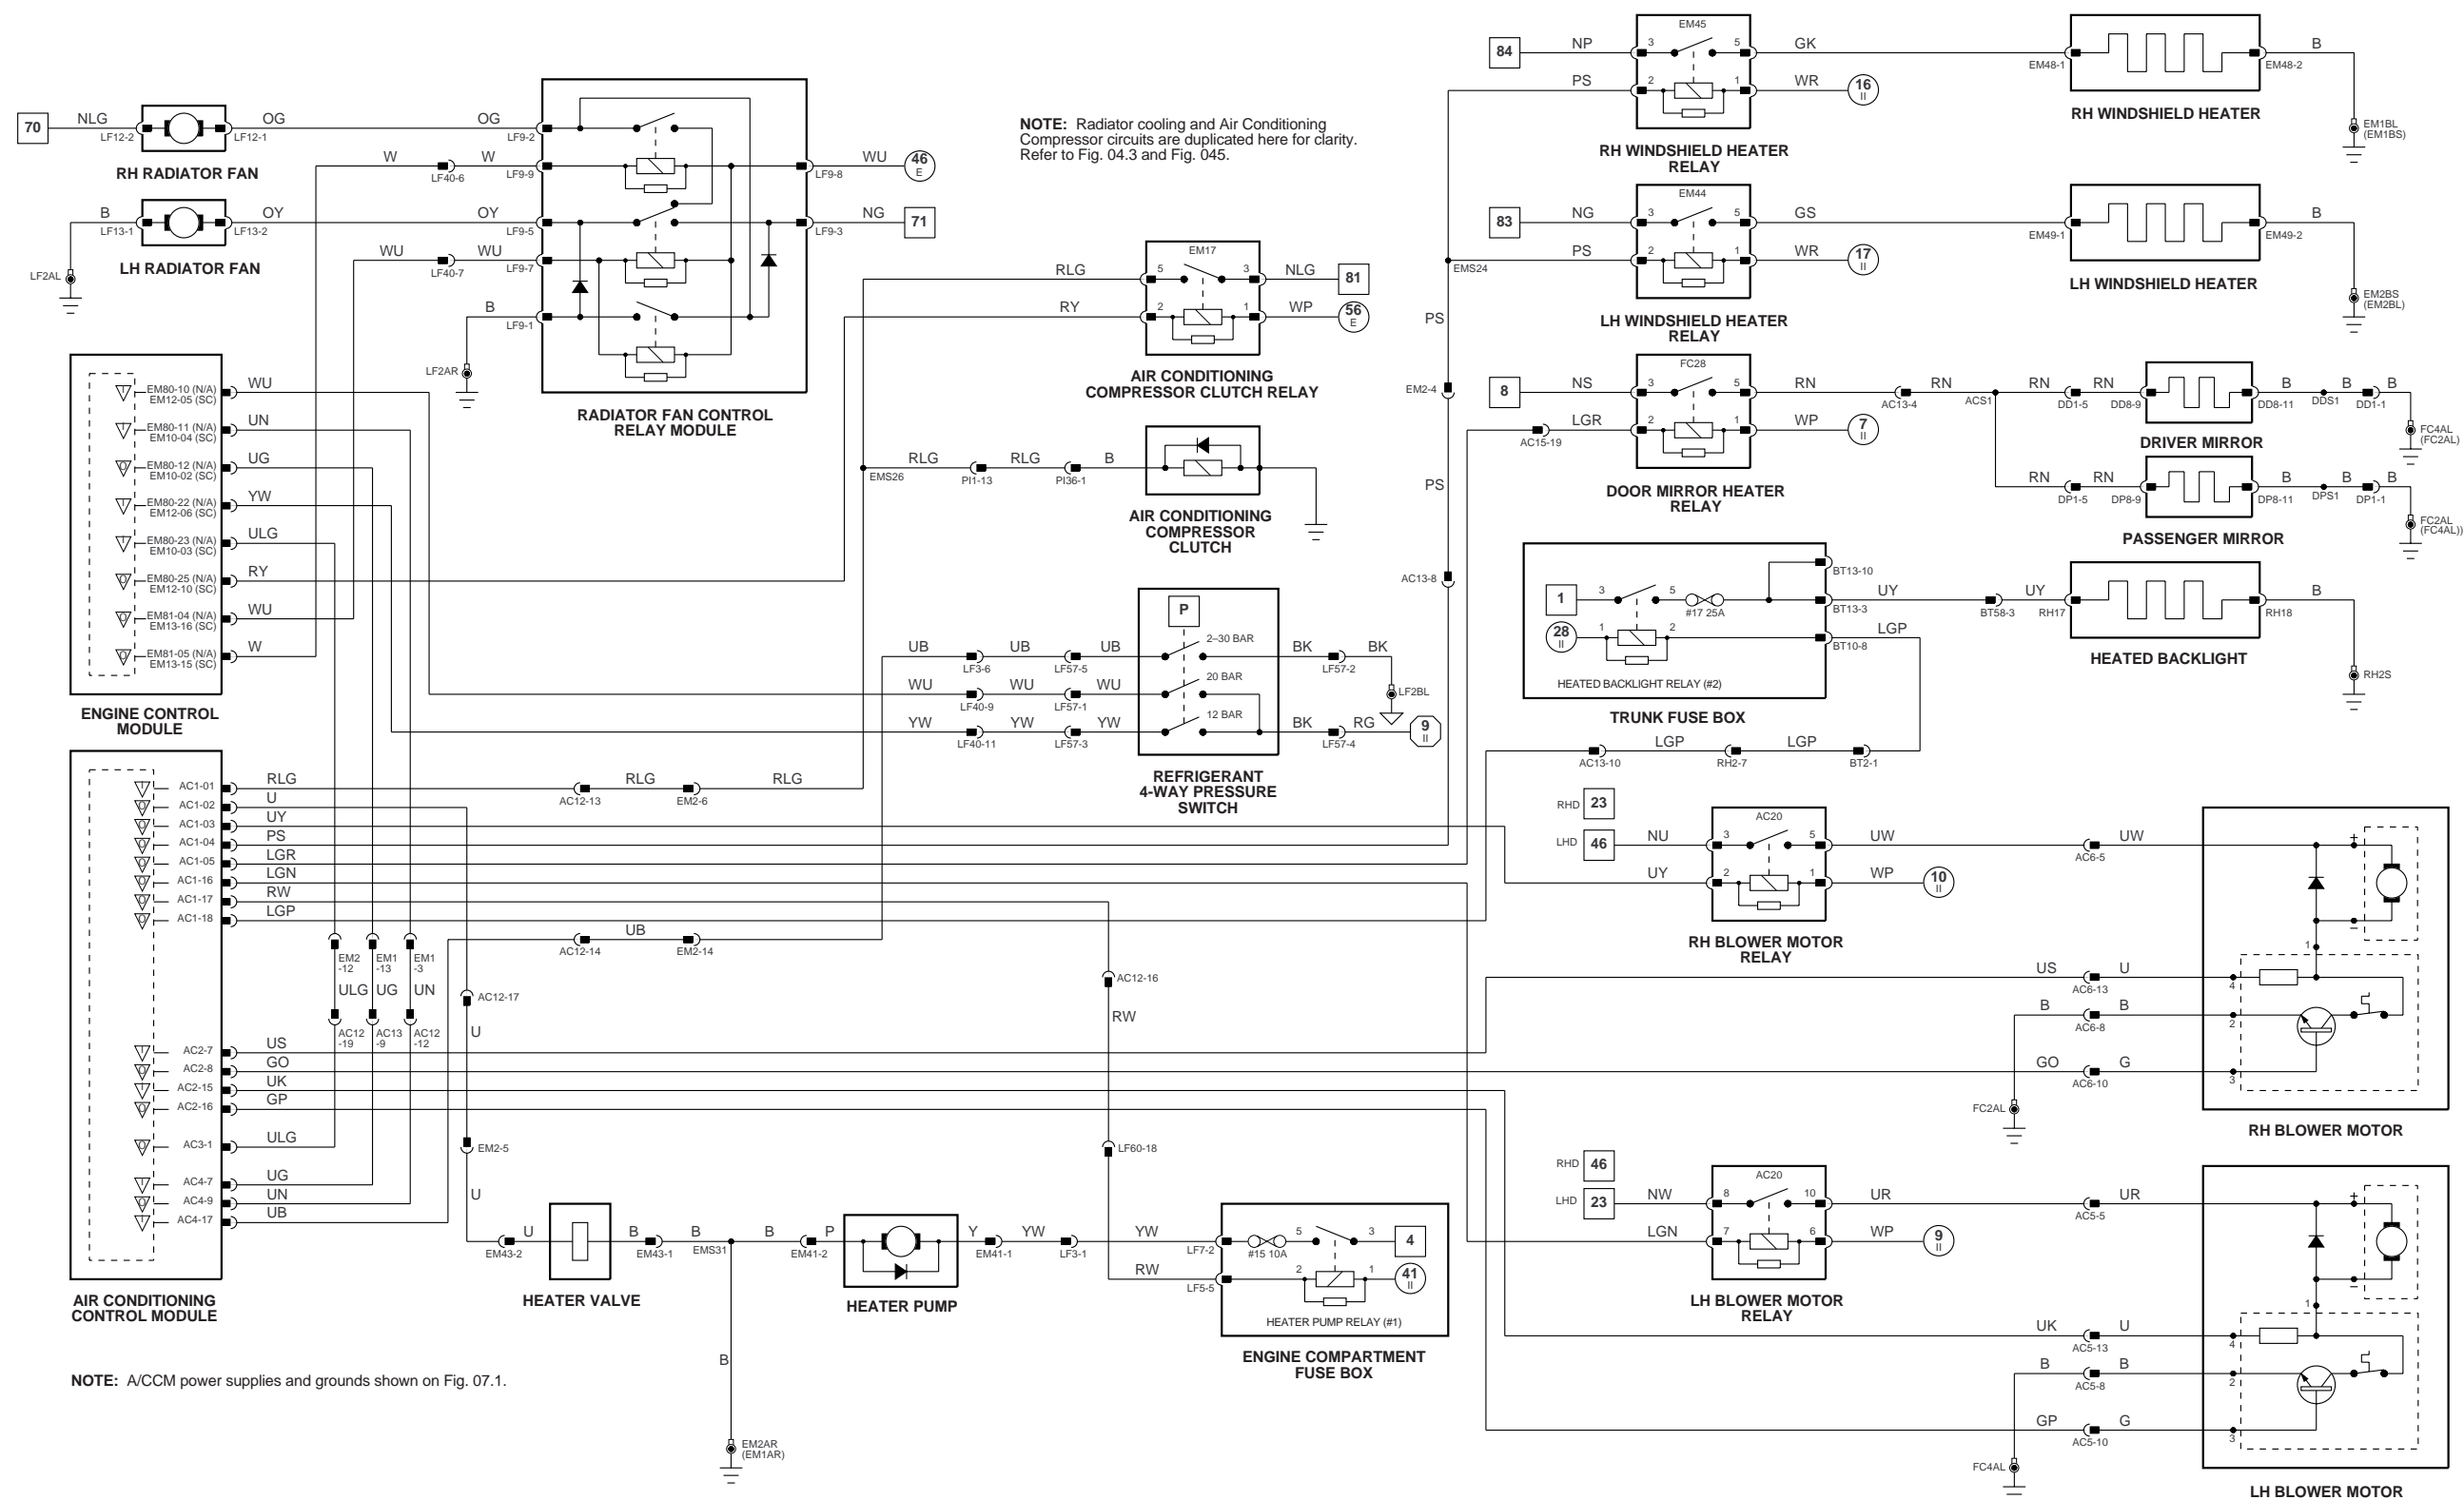 70
NLG
LF12-2
OG
LF12-1
RH RADIATOR FAN
B
LF13-1
OY
LF13-2
LH RADIATOR FAN
LF2AL
W
LF40-6
W
WU
LF40-7
WU
OG
LF9-2
LF9-9
OY
LF9-5
LF9-7
B
LF9-1
LF2AR
LF9-8
WU
46
E
LF9-3
NG
71
RADIATOR FAN CONTROL
RELAY MODULE
NOTE: Radiator cooling and Air Conditioning
Compressor circuits are duplicated here for clarity.
Refer to Fig. 04.3 and Fig. 045.
EM80-10 (N/A)
EM12-05 (SC)
WU
EM80-11 (N/A)
EM10-04 (SC)
UN
EM80-12 (N/A)
EM10-02 (SC)
UG
EM80-22 (N/A)
EM12-06 (SC)
YW
EM80-23 (N/A)
EM10-03 (SC)
ULG
EM80-25 (N/A)
EM12-10 (SC)
RY
EM81-04 (N/A)
EM13-16 (SC)
WU
EM81-05 (N/A)
EM13-15 (SC)
W
I
I
O
I
I
O
O
O
ENGINE CONTROL
MODULE
RLG
RY
EM17
5
3
2
1
NLG
81
WP
56
E
AIR CONDITIONING
COMPRESSOR CLUTCH RELAY
EMS26
RLG
PI1-13
RLG
PI36-1
B
AIR CONDITIONING
COMPRESSOR
CLUTCH
P
2–30 BAR
20 BAR
12 BAR
UB
LF3-6
UB
LF57-5
UB
BK
LF57-2
BK
WU
LF40-9
WU
LF57-1
WU
LF2BL
YW
LF40-11
YW
LF57-3
YW
BK
LF57-4
RG
9
II
REFRIGERANT
4-WAY PRESSURE
SWITCH
84
NP
PS
EM45
3
5
2
1
GK
WR
16
II
RH WINDSHIELD HEATER
RELAY
EM48-1
EM48-2
B
RH WINDSHIELD HEATER
EM1BL
(EM1BS)
83
NG
PS
EMS24
EM44
3
5
2
1
GS
WR
17
II
LH WINDSHIELD HEATER
RELAY
EM49-1
EM49-2
B
LH WINDSHIELD HEATER
EM2BS
(EM2BL)
PS
EM2-4
PS
AC13-8
8
NS
LGR
AC15-19
FC28
3
5
2
1
RN
WP
7
II
DOOR MIRROR HEATER
RELAY
AC13-4
RN
ACS1
RN
DD1-5
RN
DD8-9
B
DD8-11
DDS1
B
DD1-1
B
DRIVER MIRROR
FC4AL
(FC2AL)
RN
DP1-5
RN
DP8-9
B
DP8-11
DPS1
B
DP1-1
B
PASSENGER MIRROR
FC2AL
(FC4AL))
1
3
5
#17 25A
28
II
1
2
BT13-10
BT13-3
BT10-8
HEATED BACKLIGHT RELAY (#2)
TRUNK FUSE BOX
UY
BT58-3
UY
RH17
RH18
B
HEATED BACKLIGHT
RH2S
LGP
AC13-10
LGP
RH2-7
LGP
BT2-1
I
AC1-01
RLG
O
AC1-02
U
O
AC1-03
UY
O
AC1-04
PS
O
AC1-05
LGR
O
AC1-16
LGN
O
AC1-17
RW
O
AC1-18
LGP
AC12-13
RLG
EM2-6
RLG
AC12-14
UB
EM2-14
EM2
-12
EM1
-13
EM1
-3
ULG
UG
UN
AC12
-19
AC13
-9
AC12
-12
AC12-17
U
AC12-16
RW
I
AC2-7
US
O
AC2-8
GO
I
AC2-15
UK
O
AC2-16
GP
O
AC3-1
ULG
I
AC4-7
UG
O
AC4-9
UN
I
AC4-17
UB
AIR CONDITIONING
CONTROL MODULE
EM2-5
U
LF60-18
EM43-2
U
HEATER VALVE
B
EM43-1
B
EMS31
B
EM41-2
P
HEATER PUMP
Y
EM41-1
YW
LF3-1
YW
LF7-2
RW
LF5-5
#15 10A
5
3
4
2
1
41
II
HEATER PUMP RELAY (#1)
ENGINE COMPARTMENT
FUSE BOX
B
EM2AR
(EM1AR)
NOTE: A/CCM power supplies and grounds shown on Fig. 07.1.
RHD
23
LHD
46
NU
UY
AC20
3
5
2
1
UW
WP
10
II
RH BLOWER MOTOR
RELAY
AC6-5
UW
US
AC6-13
U
B
AC6-8
B
GO
AC6-10
G
FC2AL
+
–
1
4
2
3
RH BLOWER MOTOR
RHD
46
LHD
23
NW
LGN
AC20
8
10
7
6
UR
WP
9
II
LH BLOWER MOTOR
RELAY
AC5-5
UR
UK
AC5-13
U
B
AC5-8
B
GP
AC5-10
G
FC4AL
+
–
1
4
2
3
LH BLOWER MOTOR